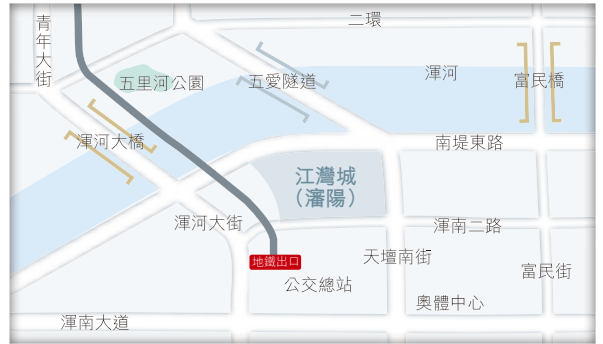 二環
青年大街
五里河公園
五愛隧道
渾河
富民橋
渾河大橋
南堤東路
江灣城
（瀋陽）
渾河大街
渾南二路
天壇南街
地鐵出口
富民街
公交總站
奧體中心
渾南大道